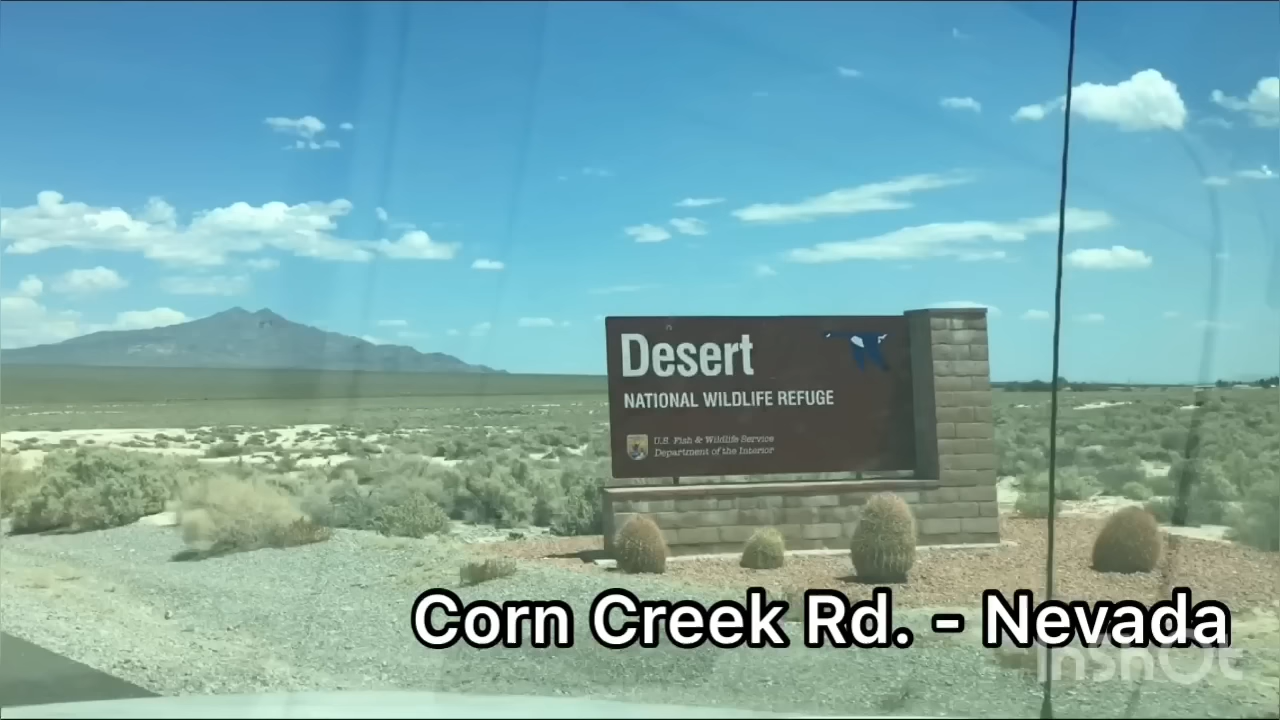 Desert
NATIONAL WILDLIFE REFUGE
U.S. Fish & Wildlife Service
Department of the Interior
Corn Creek Rd. - Nevada
InShOt